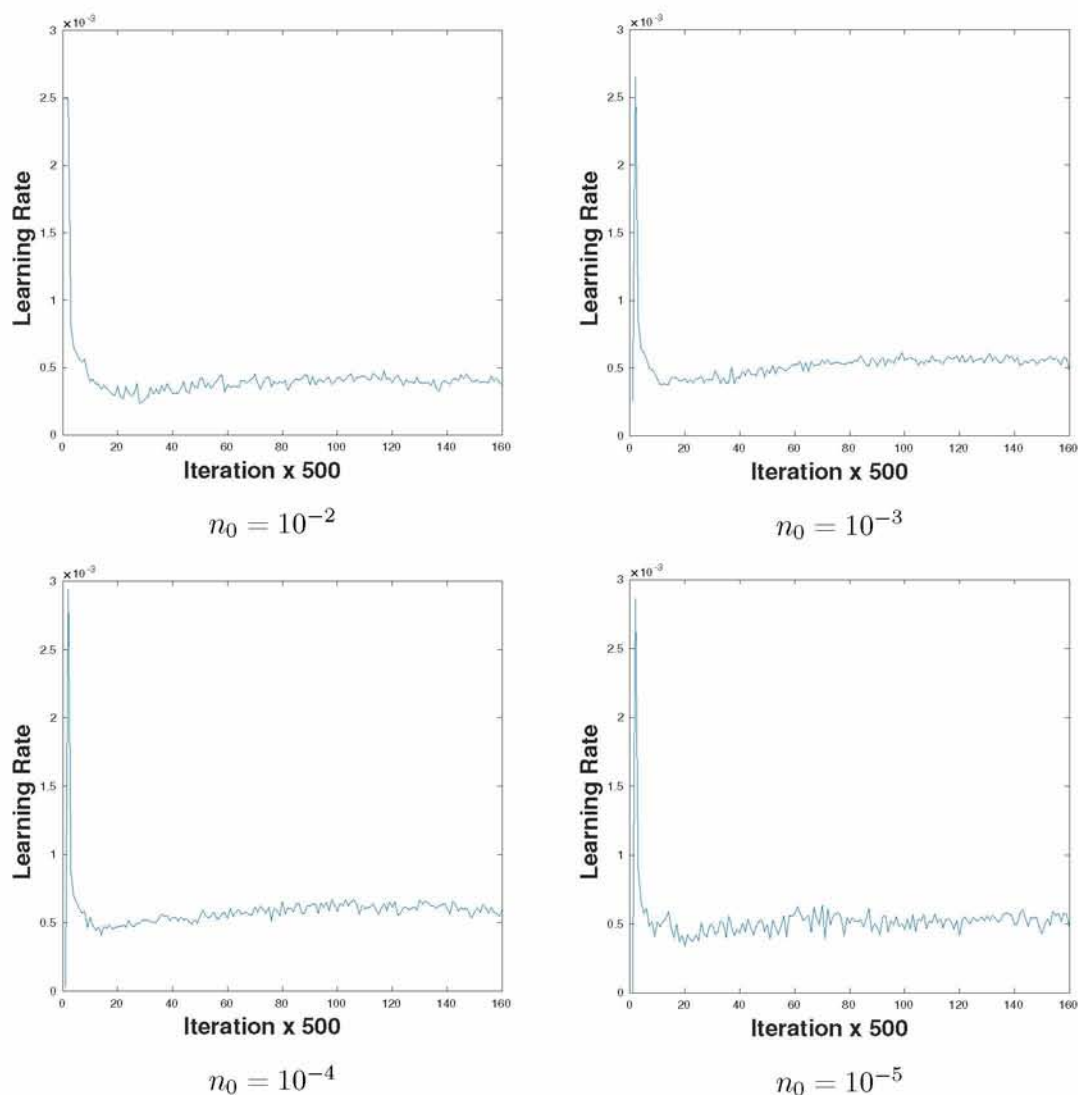 ×10⁻³
3
2.5
2
1.5
1
0.5
0
Learning Rate
0 20 40 60 80 100 120 140 160
Iteration x 500
n₀ = 10⁻²
×10⁻³
3
2.5
2
1.5
1
0.5
0
Learning Rate
0 20 40 60 80 100 120 140 160
Iteration x 500
n₀ = 10⁻³
×10⁻³
3
2.5
2
1.5
1
0.5
0
Learning Rate
0 20 40 60 80 100 120 140 160
Iteration x 500
n₀ = 10⁻⁴
×10⁻³
3
2.5
2
1.5
1
0.5
0
Learning Rate
0 20 40 60 80 100 120 140 160
Iteration x 500
n₀ = 10⁻⁵